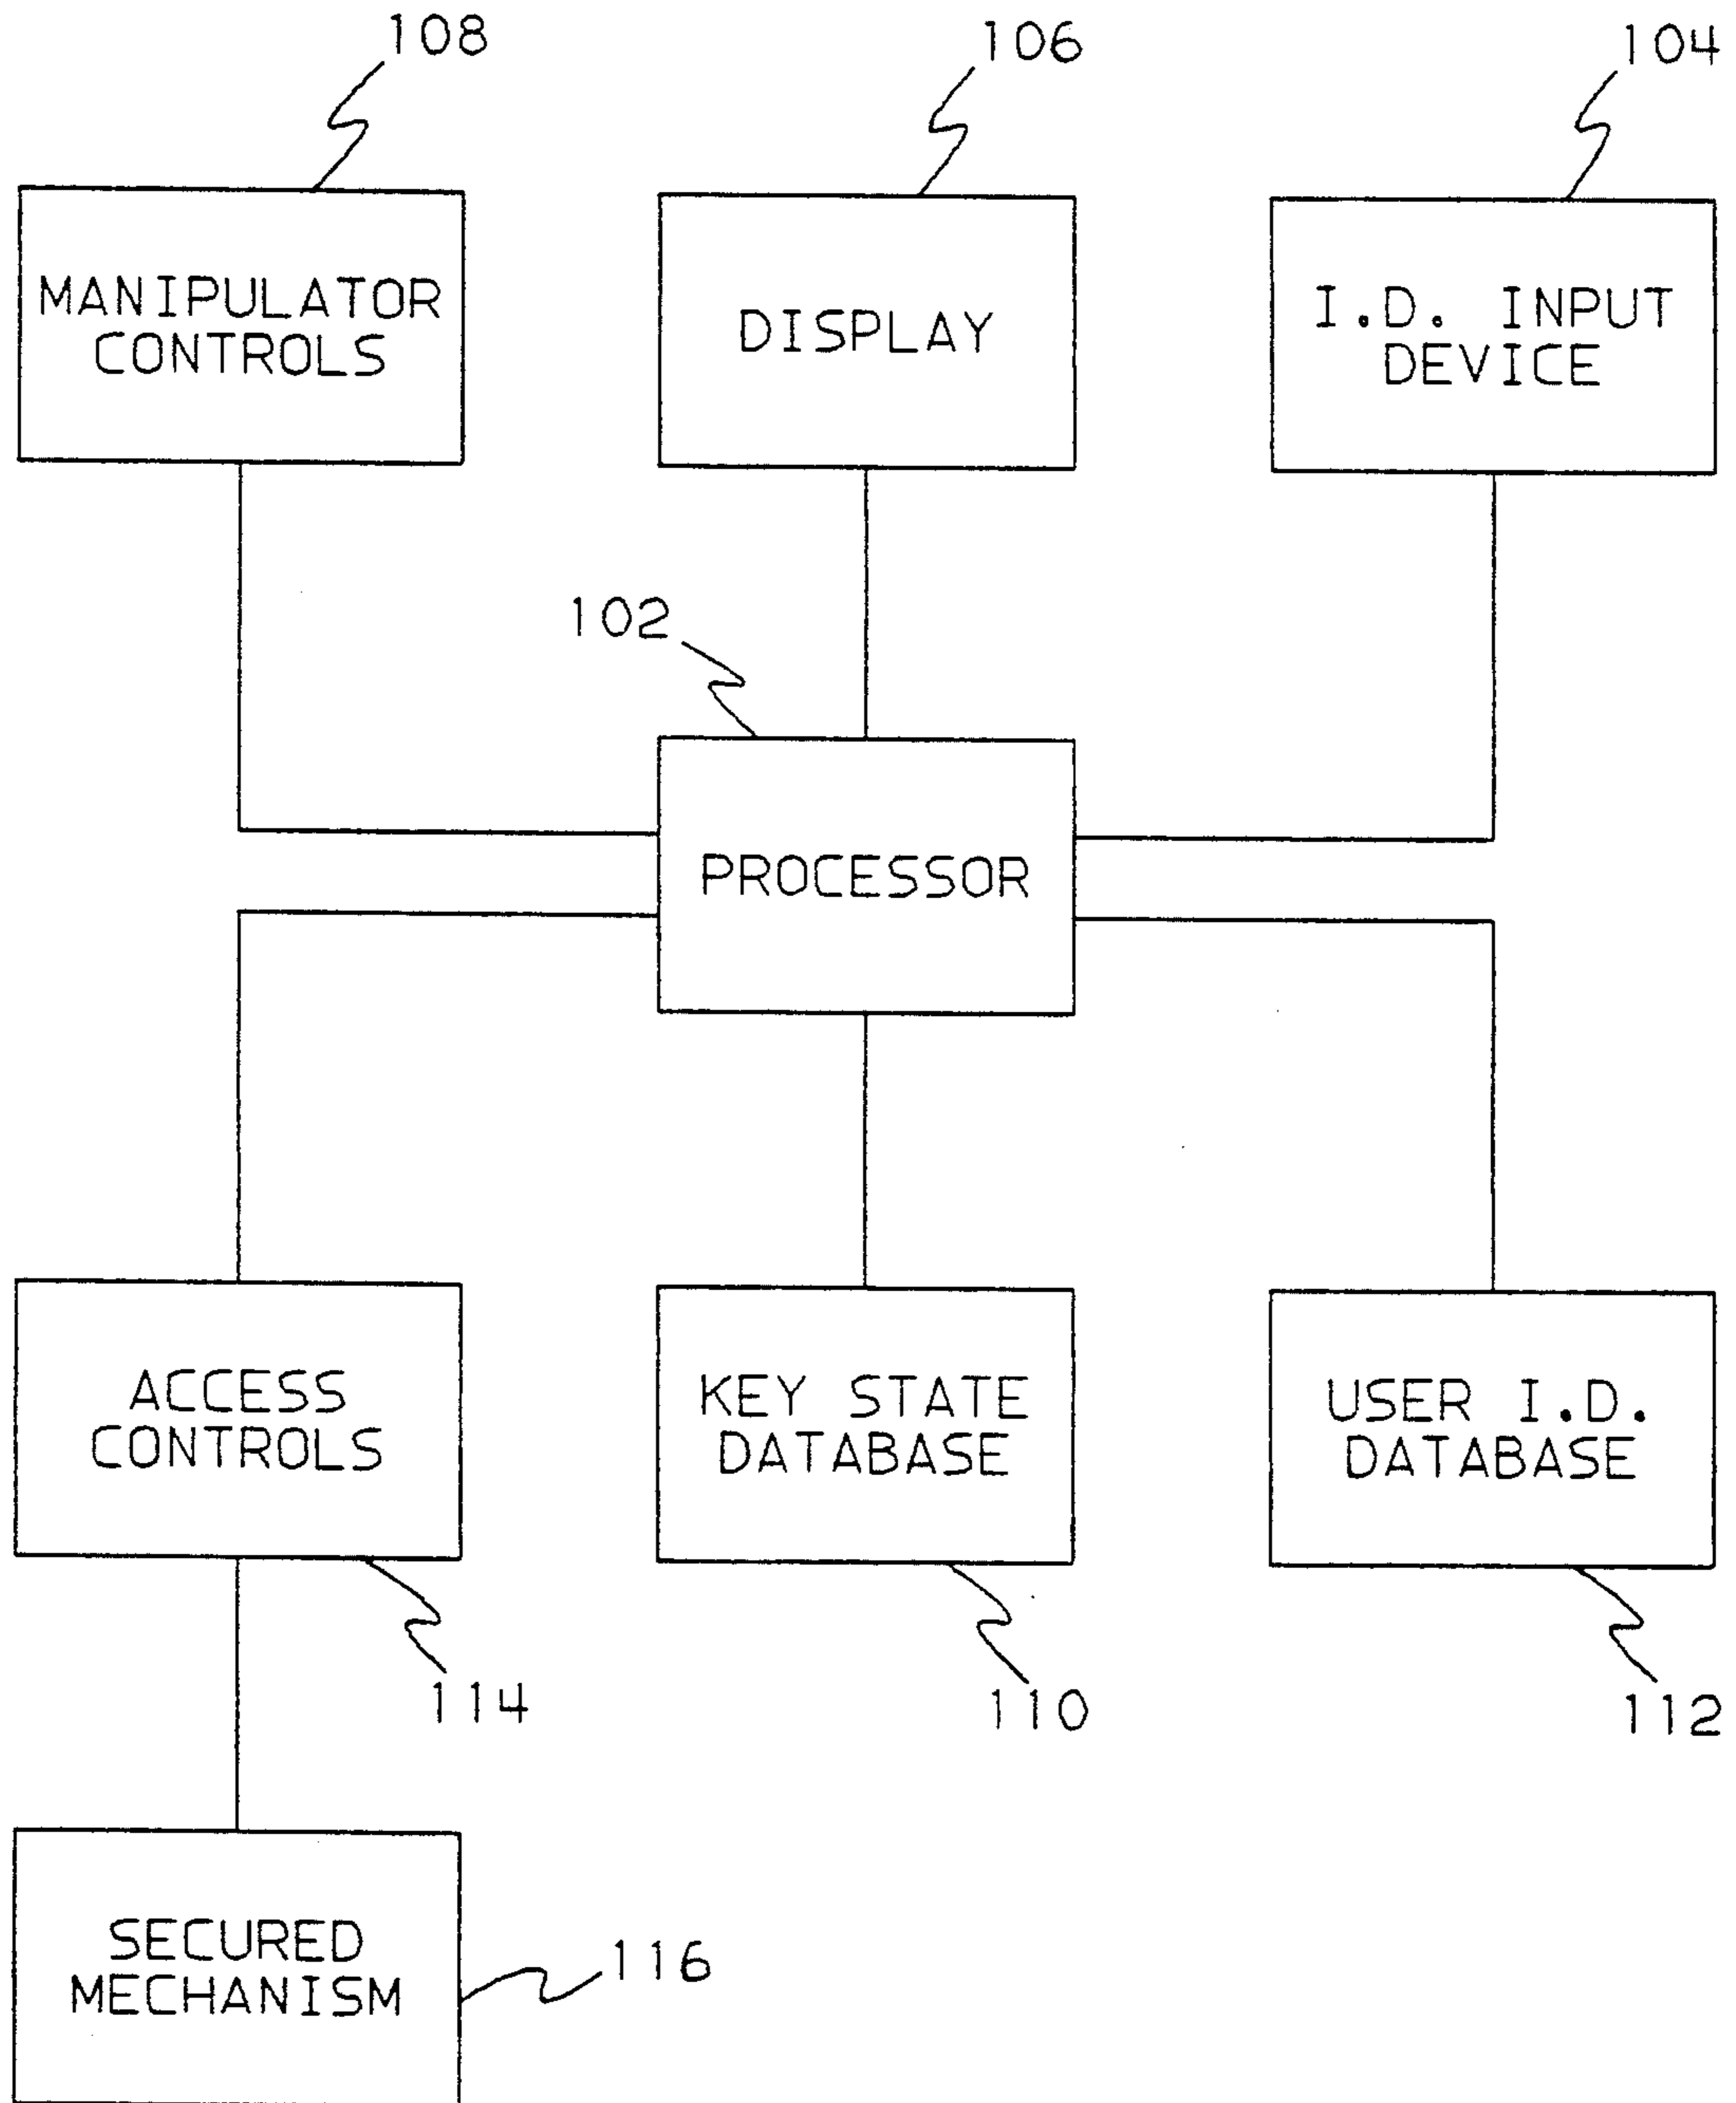 108
106
104
MANIPULATOR
CONTROLS
DISPLAY
I.D. INPUT
DEVICE
102
PROCESSOR
ACCESS
CONTROLS
KEY STATE
DATABASE
USER I.D.
DATABASE
114
110
112
SECURED
MECHANISM
116